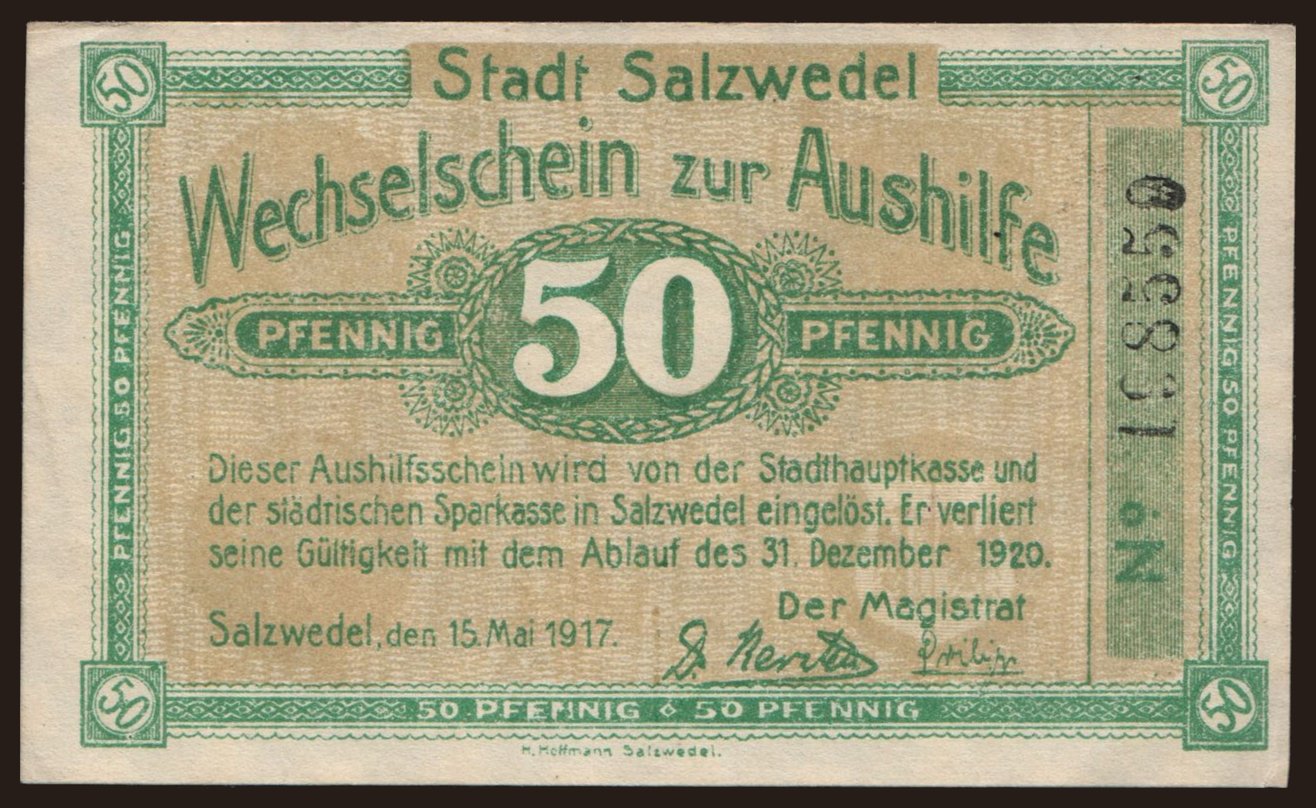 50
50
Stadt Salzwedel
Wechselschein zur Aushilfe
PFENNIG 50 PFENNIG
PFENNIG 50 PFENNIG
PFENNIG 50 PFENNIG
Dieser Aushilfsschein wird von der Stadthauptkasse und
der städtischen Sparkasse in Salzwedel eingelöst. Er verliert
seine Gültigkeit mit dem Ablauf des 31. Dezember 1920.
Der Magistrat
Salzwedel, den 15. Mai 1917.
No. 198550
50
50
50 PFENNIG 50 PFENNIG
H. Hoffmann Salzwedel.